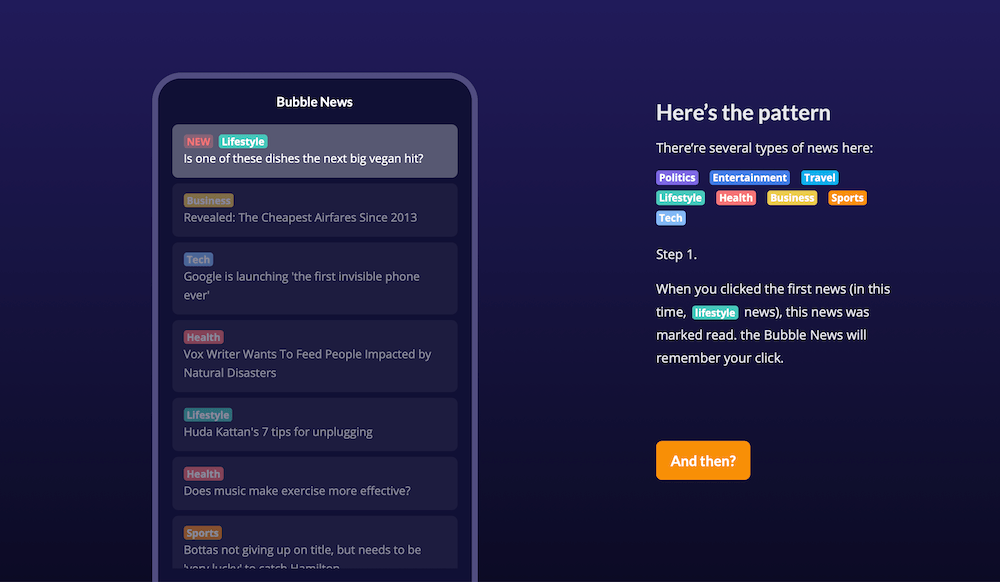 Bubble News
NEW Lifestyle
Is one of these dishes the next big vegan hit?
Business
Revealed: The Cheapest Airfares Since 2013
Tech
Google is launching 'the first invisible phone
ever'
Health
Vox Writer Wants To Feed People Impacted by
Natural Disasters
Lifestyle
Huda Kattan's 7 tips for unplugging
Health
Does music make exercise more effective?
Sports
Bottas not giving up on title, but needs to be
'very lucky' to catch Hamilton
Here's the pattern
There're several types of news here:
Politics Entertainment Travel
Lifestyle Health Business Sports
Tech
Step 1.
When you clicked the first news (in this
time, lifestyle news), this news was
marked read. the Bubble News will
remember your click.
And then?